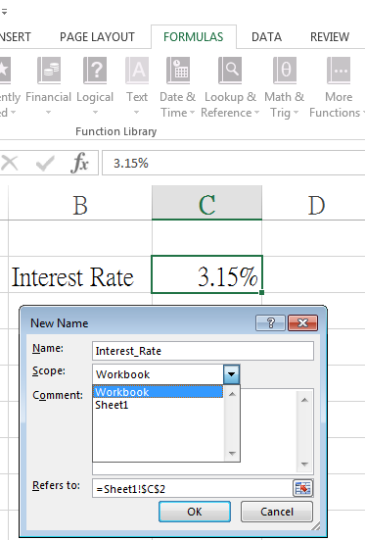 NSERT PAGE LAYOUT FORMULAS DATA REVIEW
ntly Financial Logical Text Date & Lookup & Math & More
d Time Reference Trig Functions
Function Library
fx 3.15%
B C D
Interest Rate 3.15%
New Name
Name: Interest_Rate
Scope: Workbook
Workbook
Comment:
Sheet1
Refers to: =Sheet1!$C$2
OK Cancel